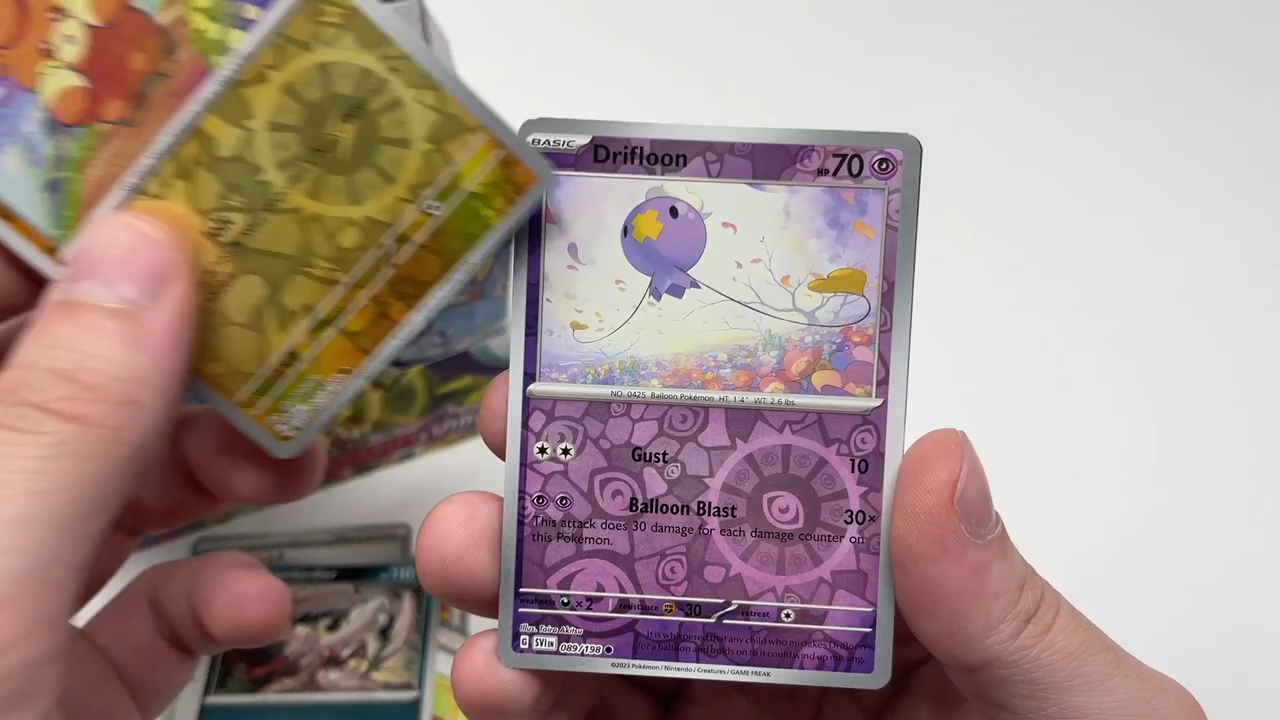 BASIC
Drifloon
HP 70
NO. 0425 Balloon Pokémon HT. 1'4" WT. 2.6 lbs.
Gust 10
Balloon Blast 30×
This attack does 30 damage for each damage counter on
this Pokémon.
weakness ×2 resistance -30 retreat
Illus. Taira Akitsu
It is whispered that any child who mistakes Drifloon
for a balloon and holds on to it could wind up missing.
G SVI EN 089/198
©2023 Pokémon / Nintendo / Creatures / GAME FREAK